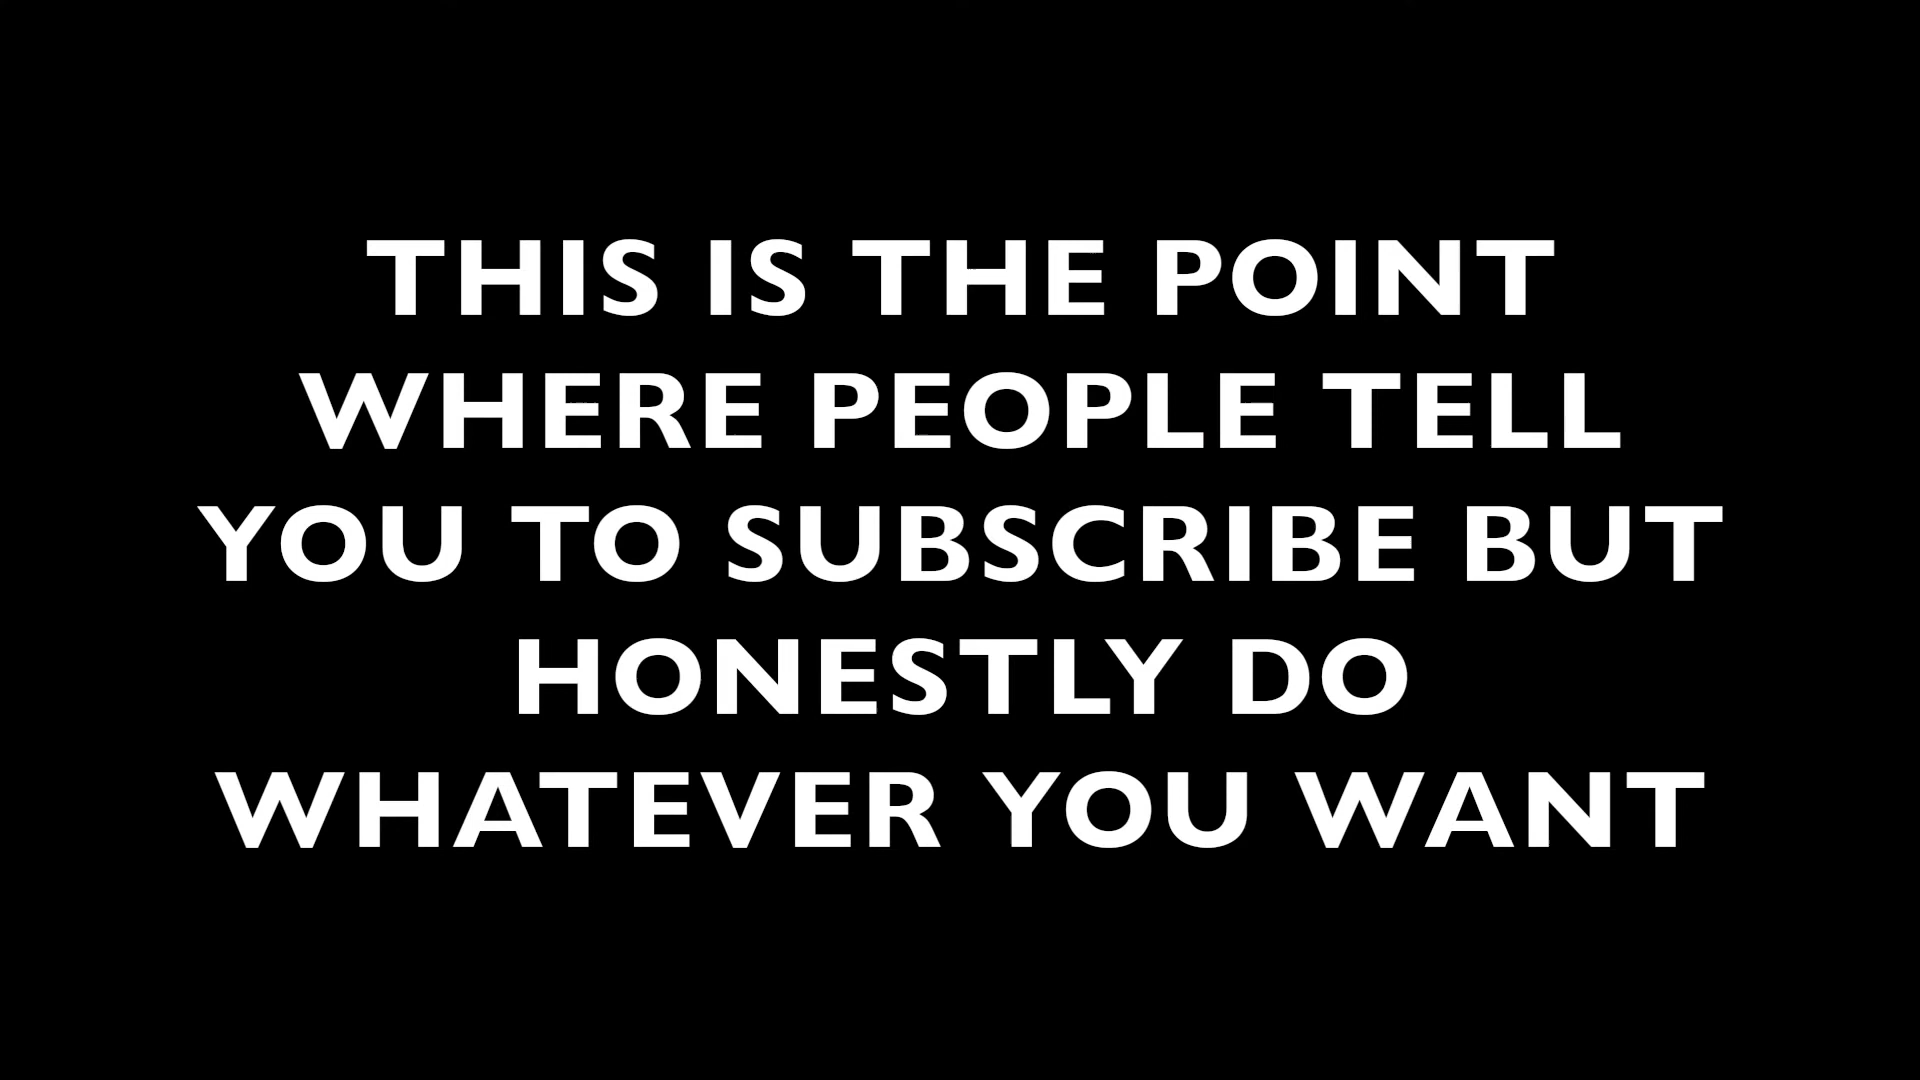 THIS IS THE POINT
WHERE PEOPLE TELL
YOU TO SUBSCRIBE BUT
HONESTLY DO
WHATEVER YOU WANT